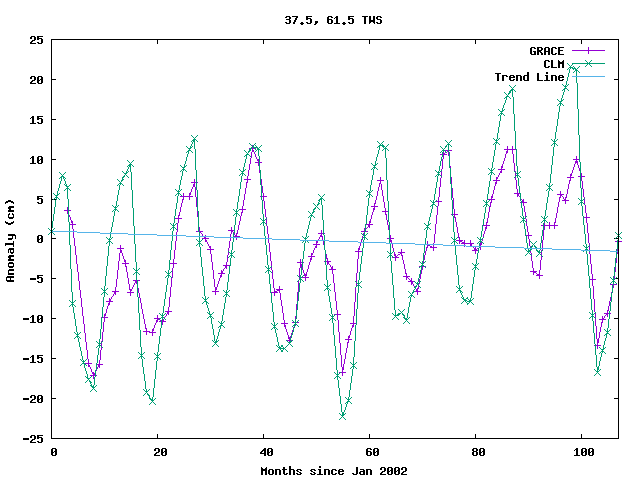 37.5, 61.5 TWS
GRACE
CLM
Trend Line
25
20
15
10
5
0
-5
-10
-15
-20
-25
Anomaly (cm)
0 20 40 60 80 100
Months since Jan 2002